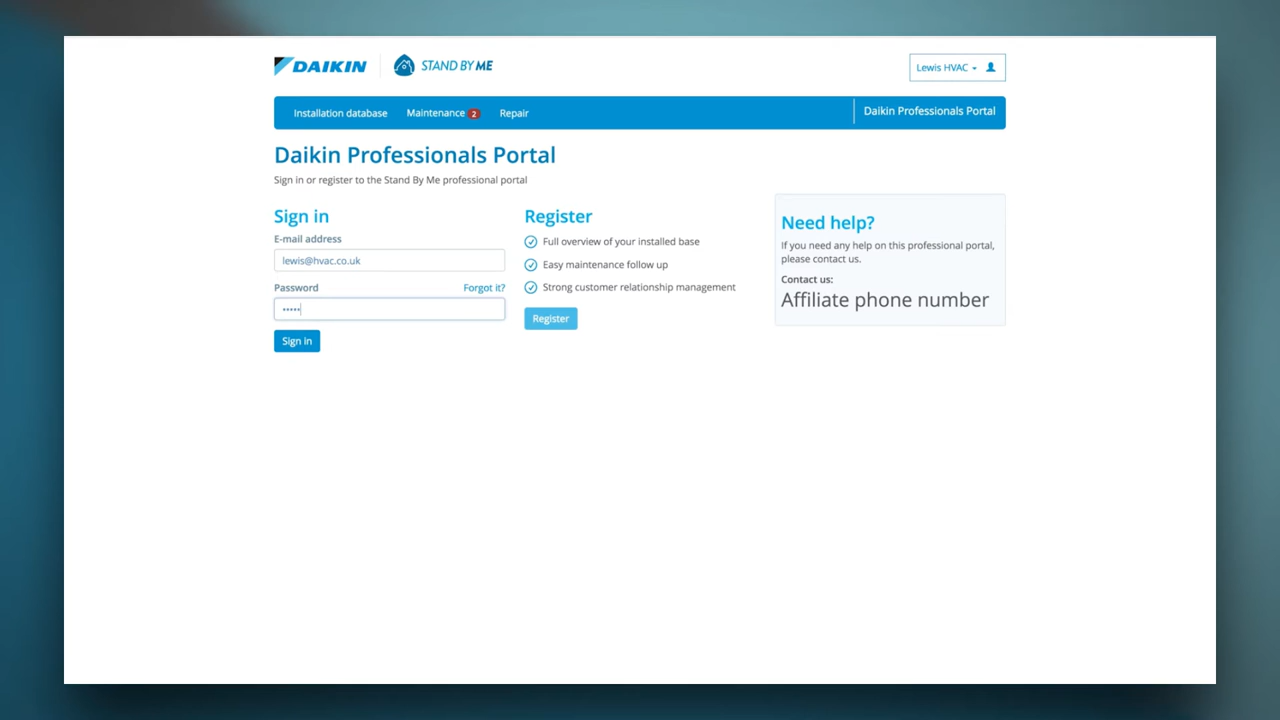 DAIKIN
STAND BY ME
Lewis HVAC
Installation database
Maintenance 2
Repair
Daikin Professionals Portal
Daikin Professionals Portal
Sign in or register to the Stand By Me professional portal
Sign in
E-mail address
lewis@hvac.co.uk
Password
Forgot it?
•••••
Sign in
Register
Full overview of your installed base
Easy maintenance follow up
Strong customer relationship management
Register
Need help?
If you need any help on this professional portal,
please contact us.
Contact us:
Affiliate phone number